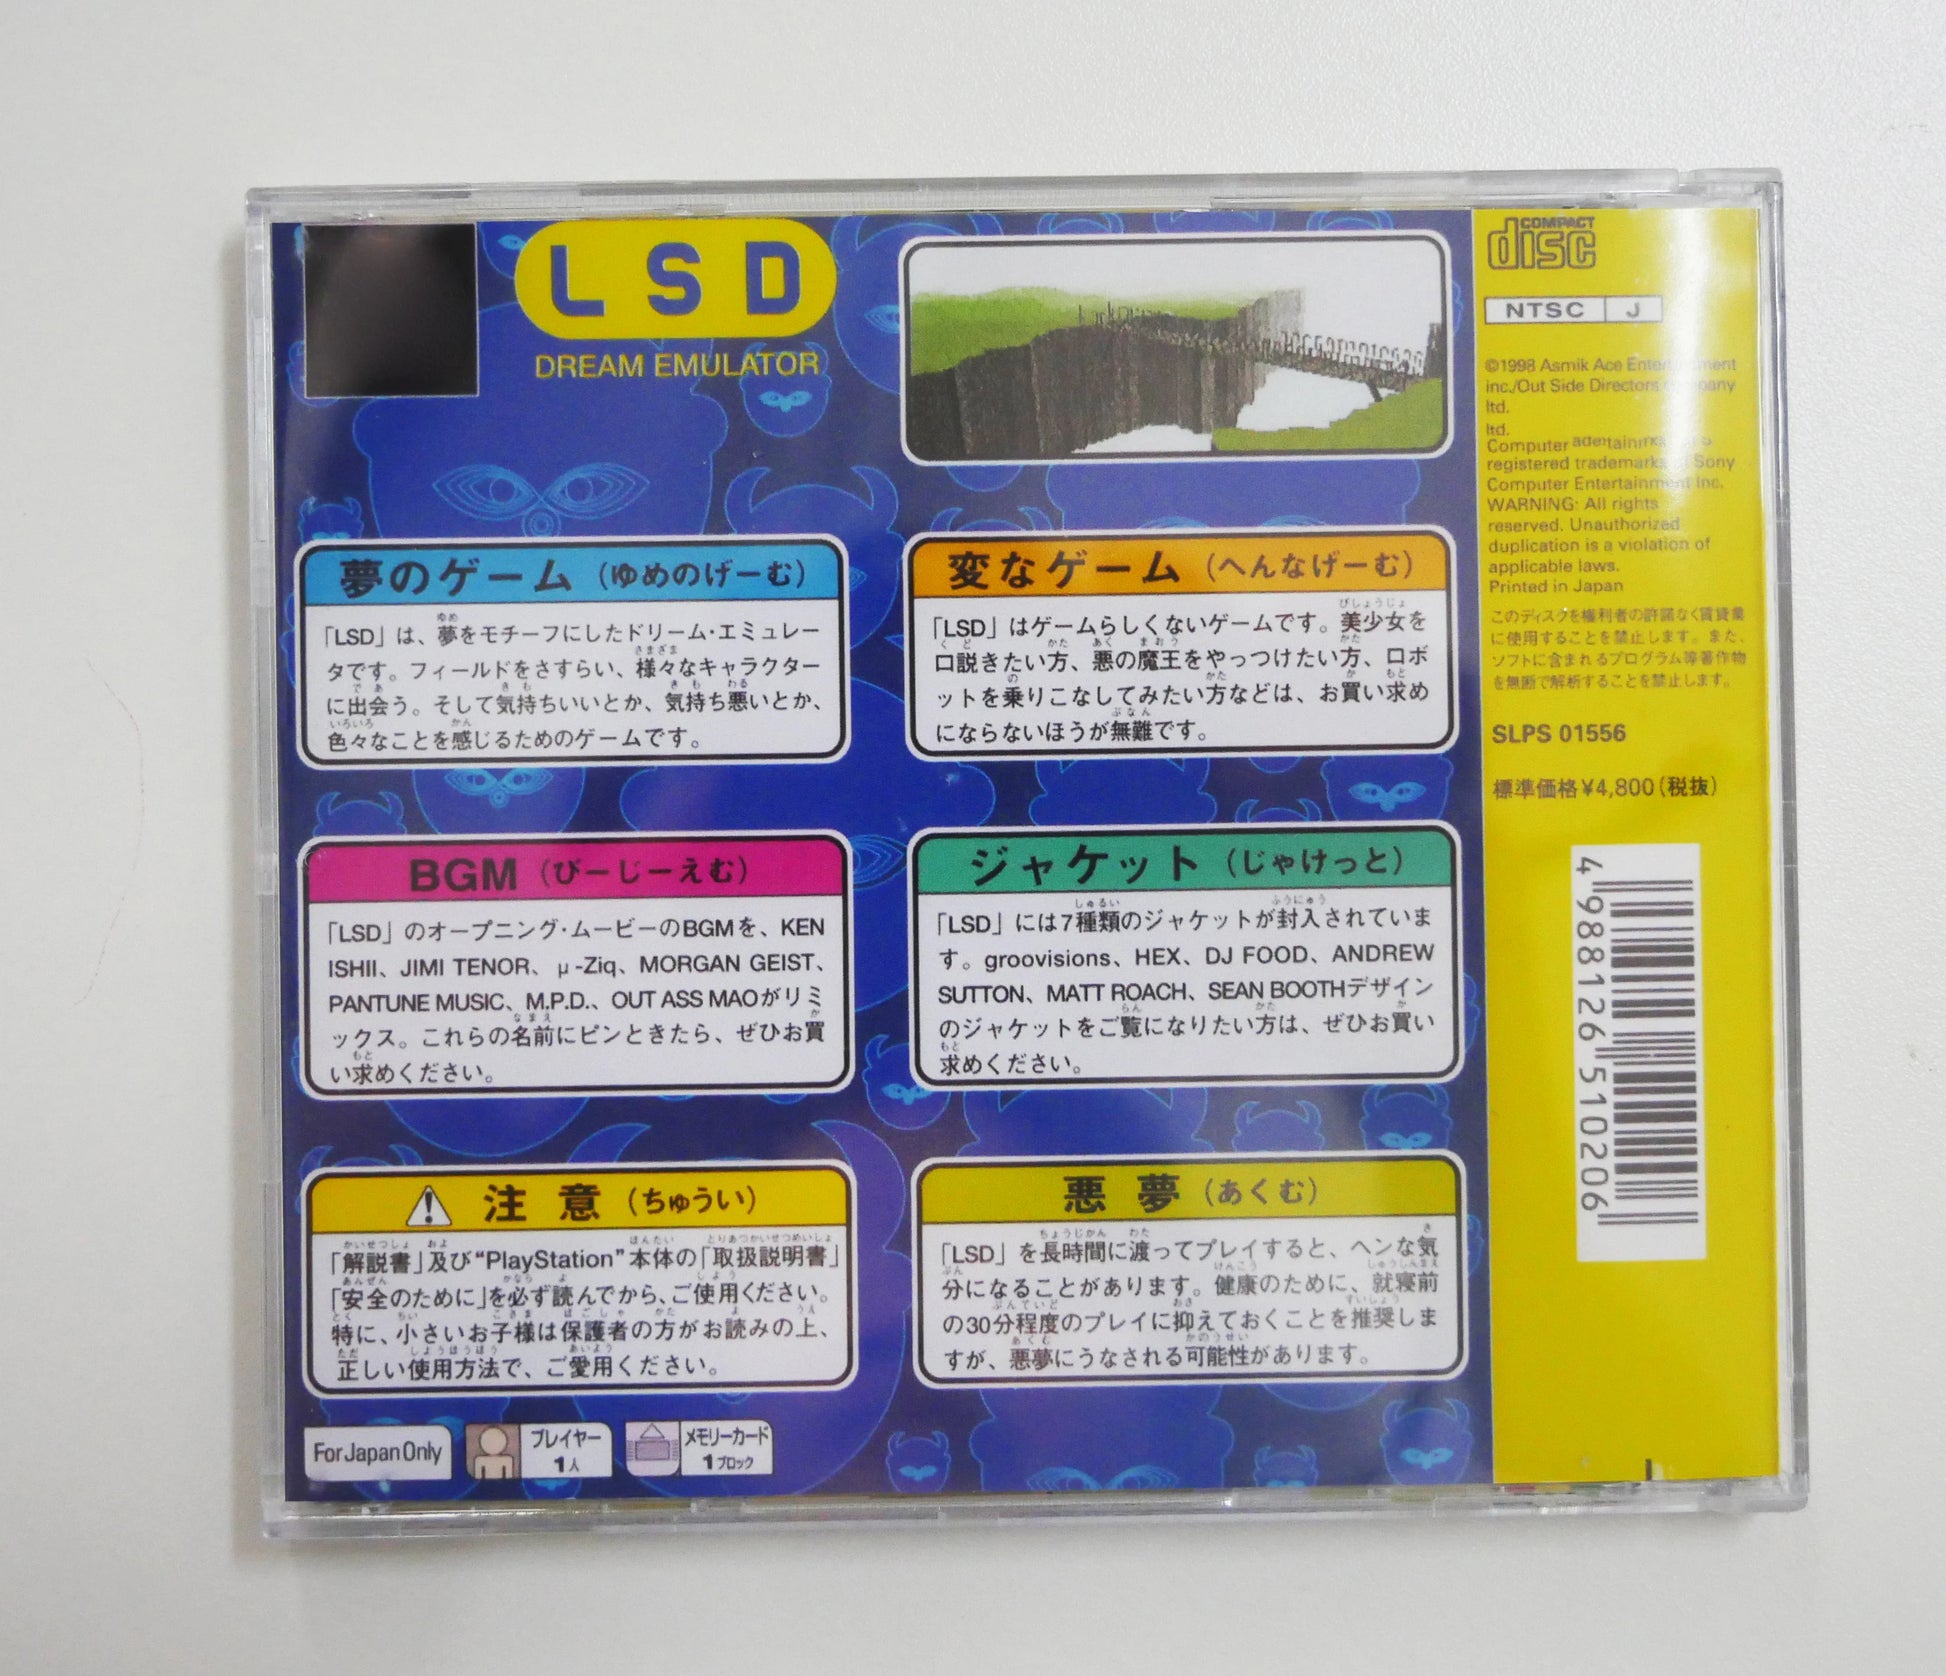 LSD
DREAM EMULATOR
夢のゲーム（ゆめのげーむ）
「LSD」は、夢をモチーフにしたドリーム・エミュレー
タです。フィールドをさすらい、様々なキャラクター
に出会う。そして気持ちいいとか、気持ち悪いとか、
色々なことを感じるためのゲームです。
変なゲーム（へんなげーむ）
「LSD」はゲームらしくないゲームです。美少女を
口説きたい方、悪の魔王をやっつけたい方、ロボ
ットを乗りこなしてみたい方などは、お買い求め
にならないほうが無難です。
BGM（びーじーえむ）
「LSD」のオープニング・ムービーのBGMを、KEN
ISHII、JIMI TENOR、μ-Ziq、MORGAN GEIST、
PANTUNE MUSIC、M.P.D.、OUT ASS MAOがリミ
ックス。これらの名前にピンときたら、ぜひお買
い求めください。
ジャケット（じゃけっと）
「LSD」には7種類のジャケットが封入されていま
す。groovisions、HEX、DJ FOOD、ANDREW
SUTTON、MATT ROACH、SEAN BOOTHデザイン
のジャケットをご覧になりたい方は、ぜひお買い
求めください。
注意（ちゅうい）
「解説書」及び“PlayStation”本体の「取扱説明書」
「安全のために」を必ず読んでから、ご使用ください。
特に、小さいお子様は保護者の方がお読みの上、
正しい使用方法で、ご愛用ください。
悪夢（あくむ）
「LSD」を長時間に渡ってプレイすると、ヘンな気
分になることがあります。健康のために、就寝前
の30分程度のプレイに抑えておくことを推奨しま
すが、悪夢にうなされる可能性があります。
For Japan Only
プレイヤー
1人
メモリーカード
1ブロック
COMPACT
disc
NTSC J
©1998 Asmik Ace
inc./Out Side Directors
ltd.
ltd.
Computer
registered trademarks Sony
Computer Entertainment Inc.
WARNING: All rights
reserved. Unauthorized
duplication is a violation of
applicable laws.
Printed in Japan
このディスクを権利者の許諾なく賃貸業
に使用することを禁止します。また、
ソフトに含まれるプログラム等著作物
を無断で解析することを禁止します。
SLPS 01556
標準価格¥4,800（税抜）
4 988126 510206